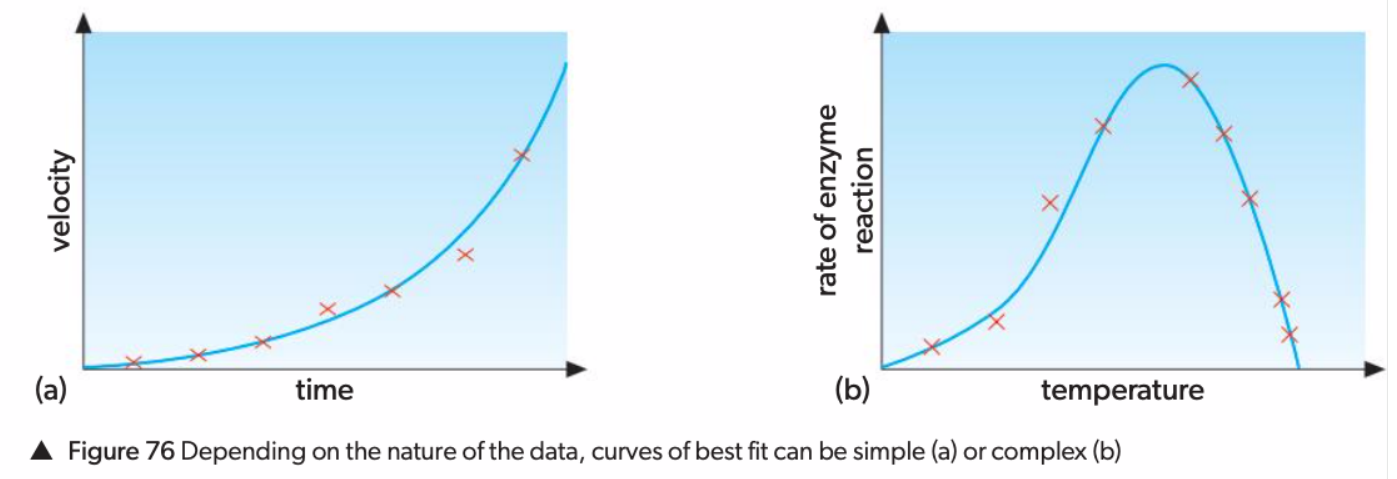 velocity
(a)
time
rate of enzyme
reaction
(b)
temperature
▲ Figure 76 Depending on the nature of the data, curves of best fit can be simple (a) or complex (b)